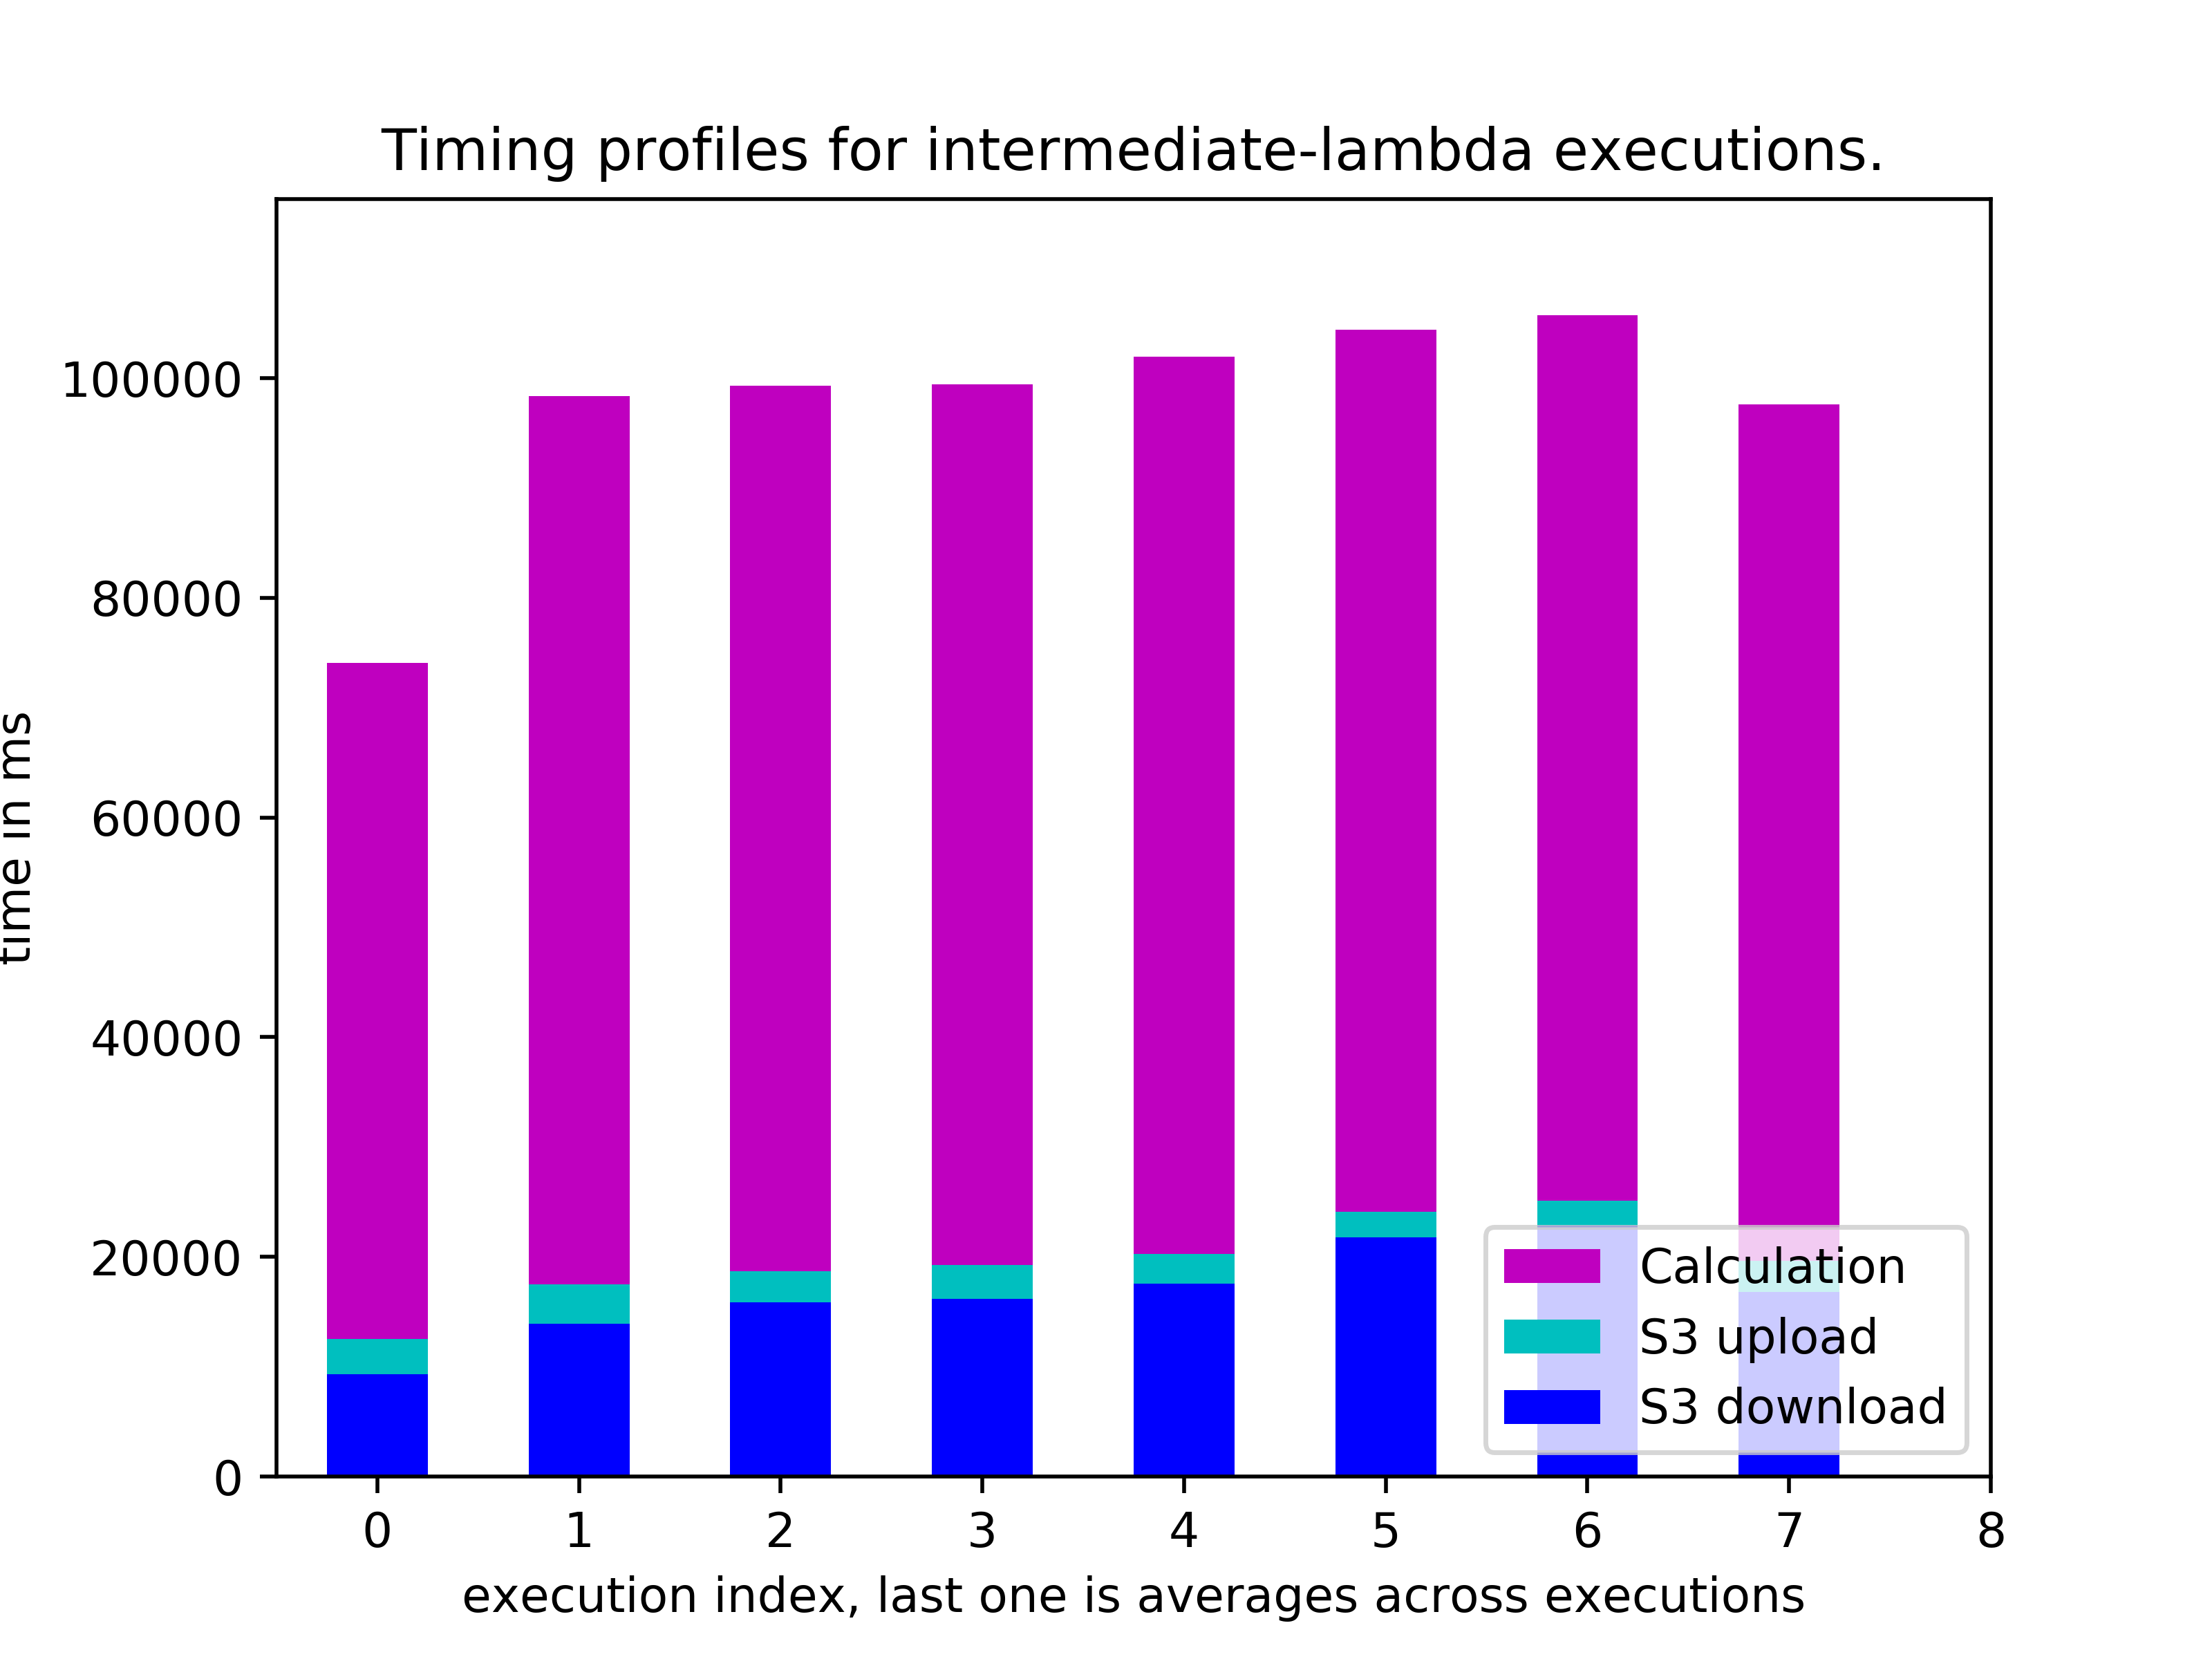 Timing profiles for intermediate-lambda executions.
time in ms
100000
80000
60000
40000
20000
0
Calculation
S3 upload
S3 download
0 1 2 3 4 5 6 7 8
execution index, last one is averages across executions